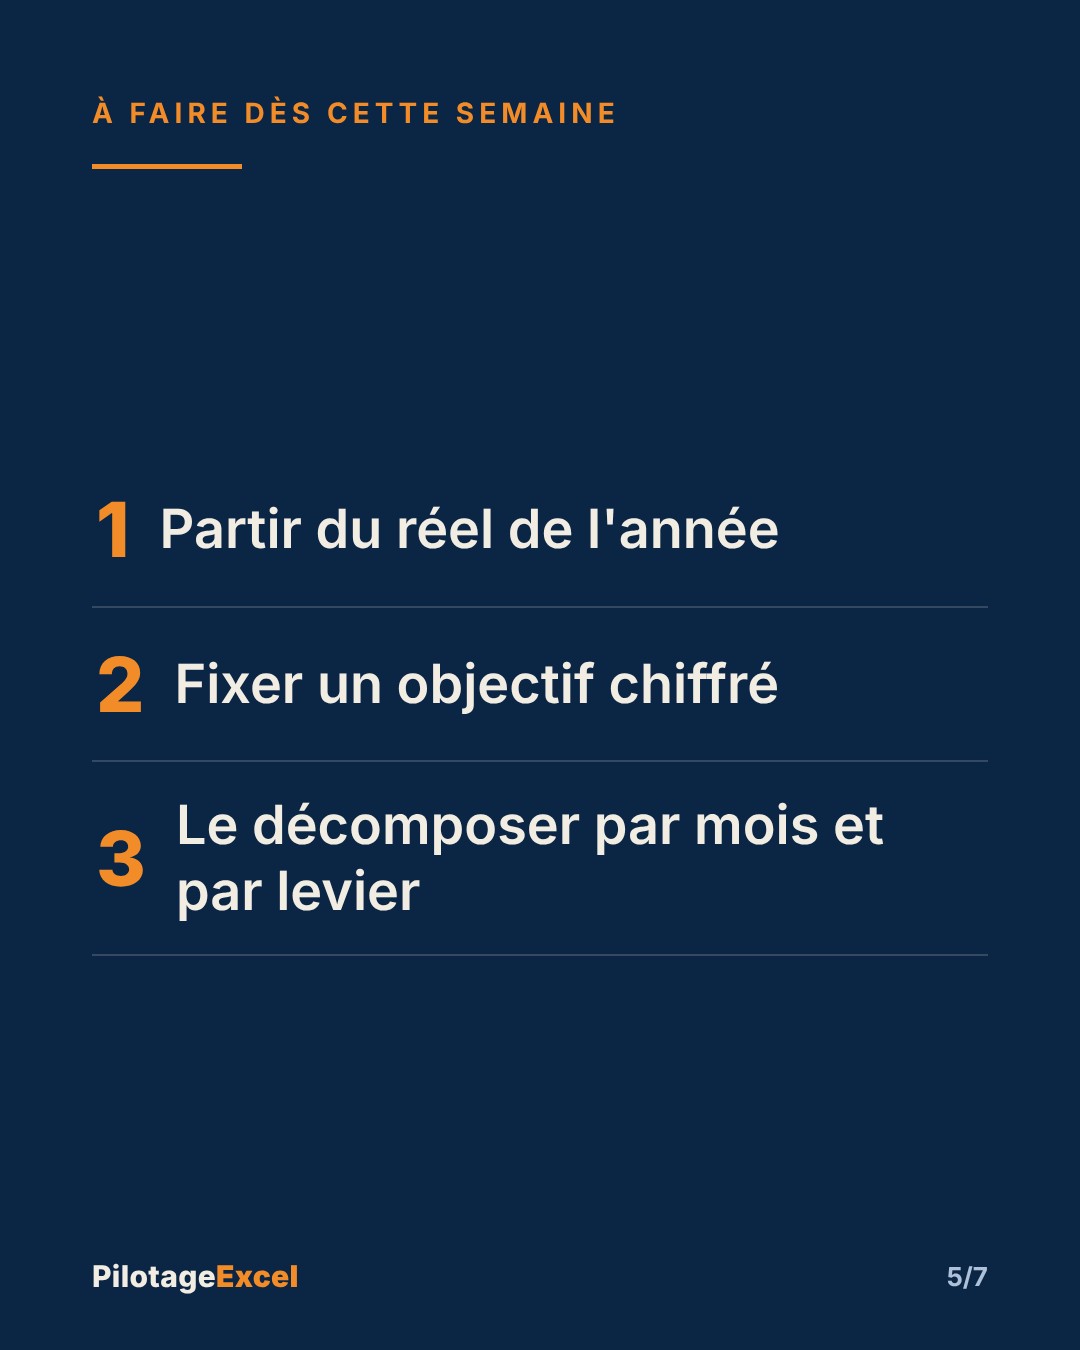 À FAIRE DÈS CETTE SEMAINE
1 Partir du réel de l'année
2 Fixer un objectif chiffré
3 Le décomposer par mois et
par levier
PilotageExcel
5/7